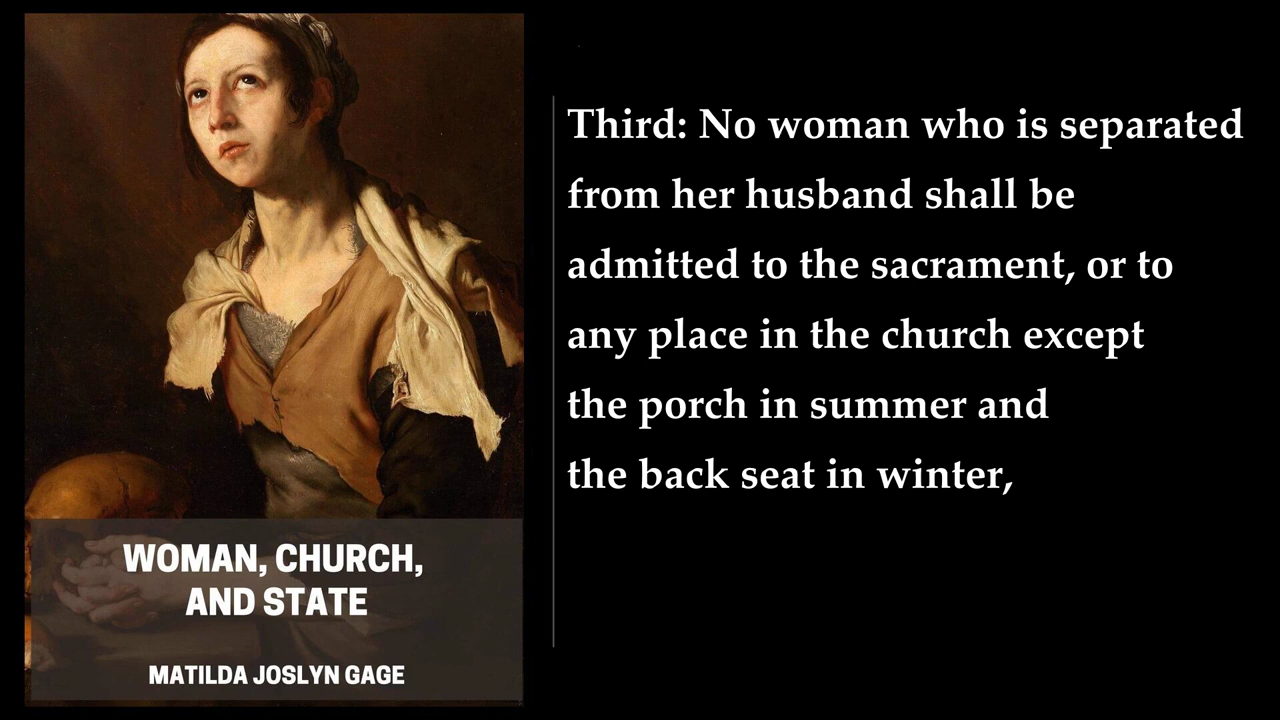 WOMAN, CHURCH,
AND STATE
MATILDA JOSLYN GAGE
Third: No woman who is separated
from her husband shall be
admitted to the sacrament, or to
any place in the church except
the porch in summer and
the back seat in winter,